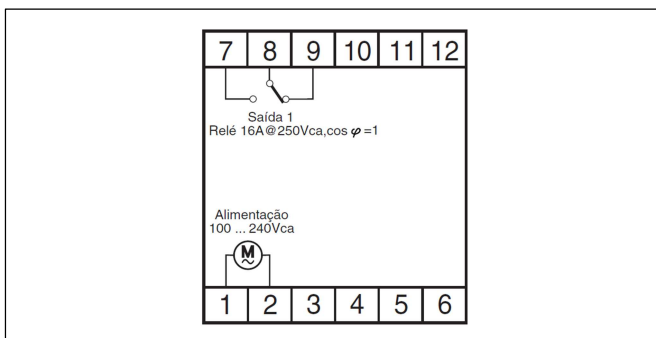 7 8 9 10 11 12
Saída 1
Relé 16A@250Vca,cos φ =1
Alimentação
100 ... 240Vca
M
~
1 2 3 4 5 6